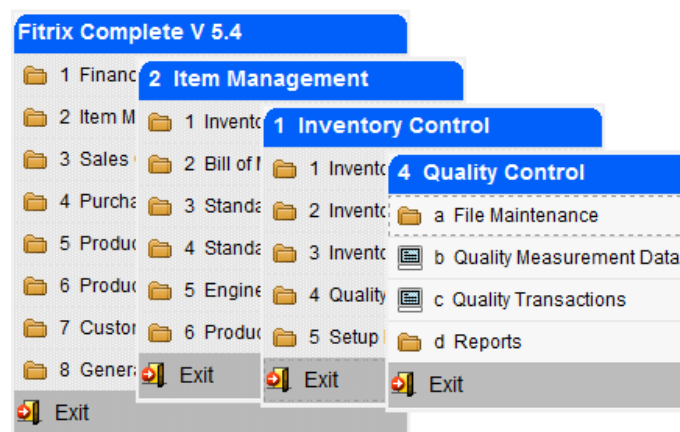 Fitrix Complete V 5.4
1 Financ
2 Item M
3 Sales
4 Purcha
5 Produc
6 Produc
7 Custor
8 Genera
Exit
2 Item Management
1 Invento
2 Bill of M
3 Standa
4 Standa
5 Engine
6 Produc
Exit
1 Inventory Control
1 Invento
2 Invento
3 Invento
4 Quality
5 Setup
Exit
4 Quality Control
a File Maintenance
b Quality Measurement Data
c Quality Transactions
d Reports
Exit